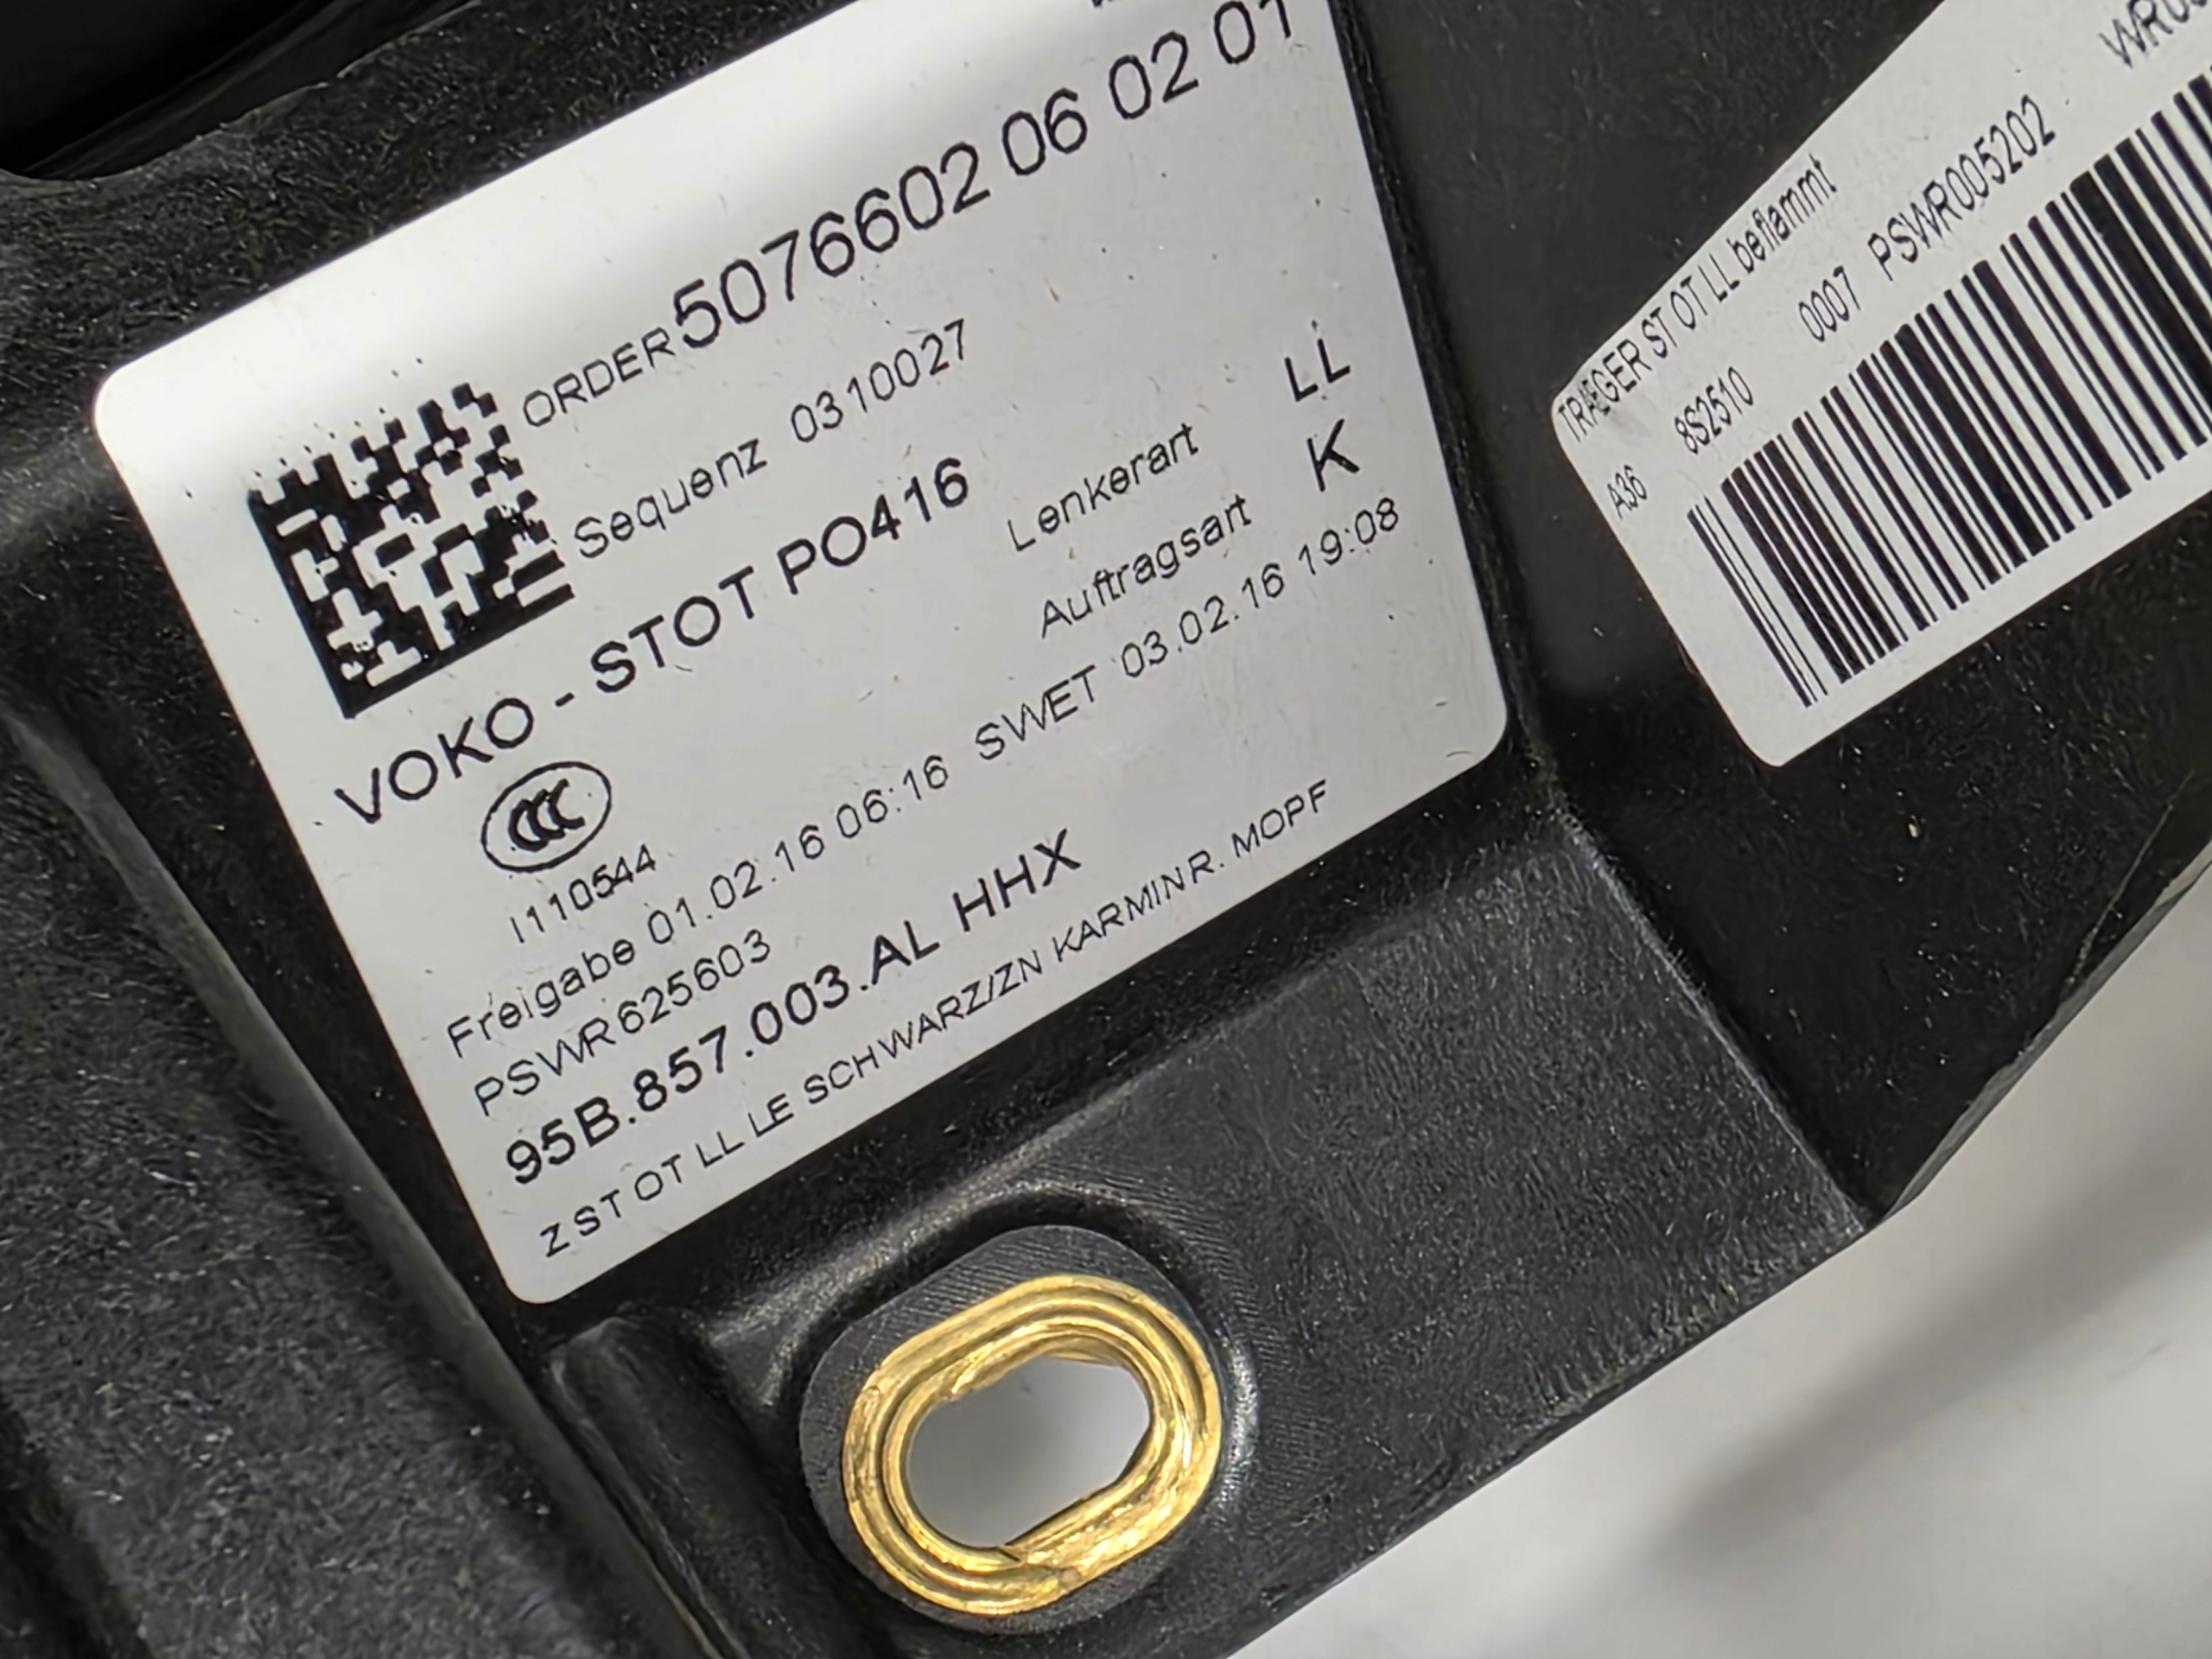 ORDER 5076602 06 02 01
Sequenz 0310027
VOKO - STOT PO416
Lenkerart LL
Auftragsart K
CCC
I110544
Freigabe 01.02.16 06:16 SWET 03.02.16 19:08
PSWR625603
95B.857.003.AL HHX
Z ST OT LL LE SCHWARZ/ZN KARMINR. MOPF
TRAEGER ST OT LL beflammt
A36 8S2510 0007 PSWR005202